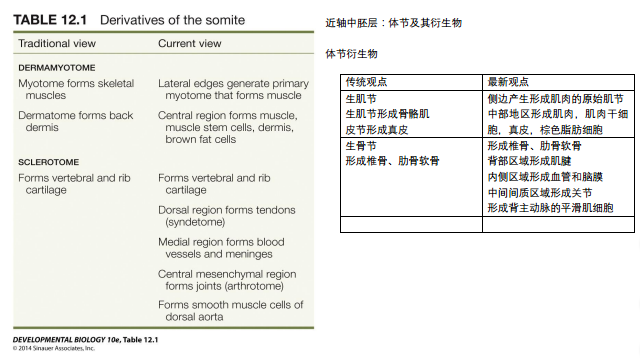 TABLE 12.1 Derivatives of the somite
Traditional view Current view
DERMAMYOTOME
Myotome forms skeletal
muscles
Lateral edges generate primary
myotome that forms muscle
Dermatome forms back
dermis
Central region forms muscle,
muscle stem cells, dermis,
brown fat cells
SCLEROTOME
Forms vertebral and rib
cartilage
Forms vertebral and rib
cartilage
Dorsal region forms tendons
(syndetome)
Medial region forms blood
vessels and meninges
Central mesenchymal region
forms joints (arthrotome)
Forms smooth muscle cells of
dorsal aorta
DEVELOPMENTAL BIOLOGY 10e, Table 12.1
© 2014 Sinauer Associates, Inc.
近轴中胚层：体节及其衍生物
体节衍生物
传统观点 最新观点
生肌节
生肌节形成骨骼肌
皮节形成真皮
侧边产生形成肌肉的原始肌节
中部地区形成肌肉，肌肉干细
胞，真皮，棕色脂肪细胞
生骨节
形成椎骨、肋骨软骨
形成椎骨、肋骨软骨
背部区域形成肌腱
内侧区域形成血管和脑膜
中间间质区域形成关节
形成背主动脉的平滑肌细胞